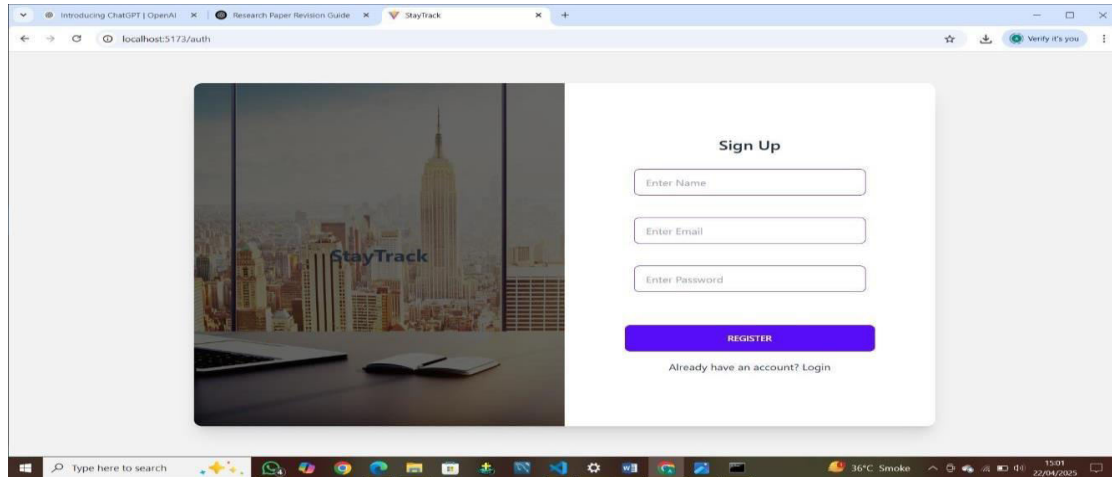 Introducing ChatGPT | OpenAI
Research Paper Revision Guide
StayTrack
localhost:5173/auth
Verify it's you
StayTrack
Sign Up
Enter Name
Enter Email
Enter Password
REGISTER
Already have an account? Login
Type here to search
36°C Smoke
15:01
22/04/2025